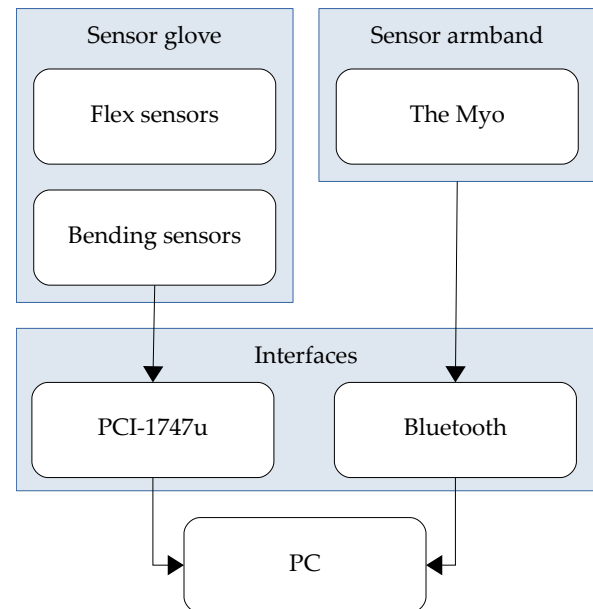 Sensor glove
Flex sensors
Bending sensors
Sensor armband
The Myo
Interfaces
PCI-1747u
Bluetooth
PC